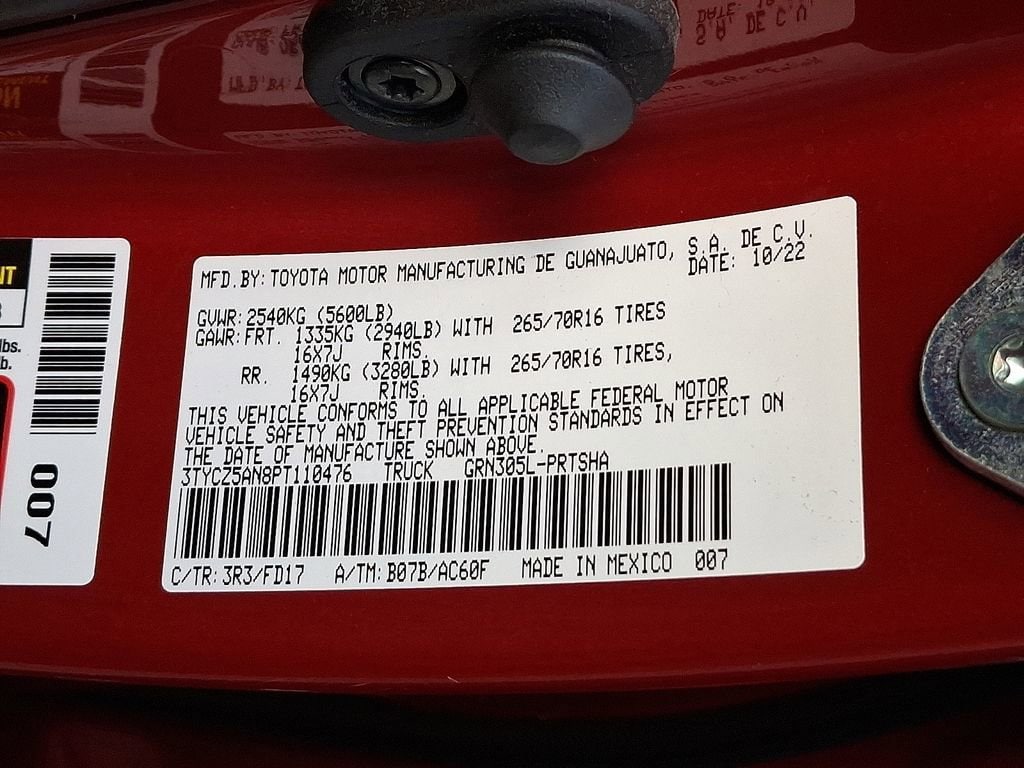 MFD.BY:TOYOTA MOTOR MANUFACTURING DE GUANAJUATO, S.A. DE C.V.
DATE: 10/22
GVWR:2540KG (5600LB)
GAWR:FRT. 1335KG (2940LB) WITH 265/70R16 TIRES
16X7J RIMS.
RR. 1490KG (3280LB) WITH 265/70R16 TIRES,
16X7J RIMS.
THIS VEHICLE CONFORMS TO ALL APPLICABLE FEDERAL MOTOR
VEHICLE SAFETY AND THEFT PREVENTION STANDARDS IN EFFECT ON
THE DATE OF MANUFACTURE SHOWN ABOVE.
3TYCZ5AN8PT110476 TRUCK GRN305L-PRTSHA
C/TR:3R3/FD17 A/TM:B07B/AC60F MADE IN MEXICO 007
lbs.
007